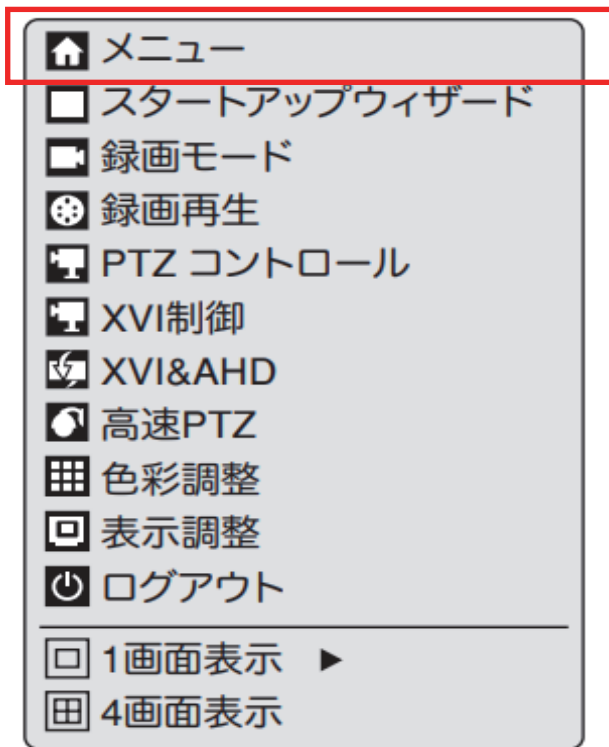 メニュー
スタートアップウィザード
録画モード
録画再生
PTZ コントロール
XVI制御
XVI&AHD
高速PTZ
色彩調整
表示調整
ログアウト
1画面表示 ▶
4画面表示